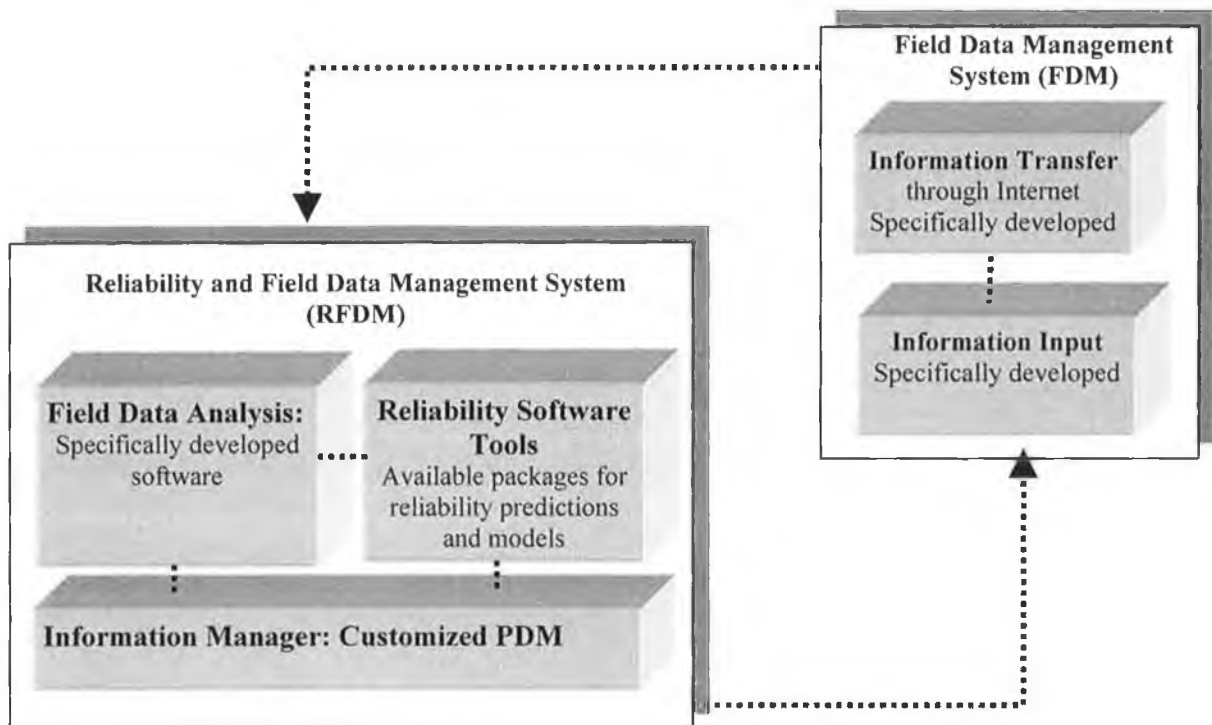 Field Data Management
System (FDM)
Information Transfer
through Internet
Specifically developed
Information Input
Specifically developed
Reliability and Field Data Management System
(RFDM)
Field Data Analysis:
Specifically developed
software
Reliability Software
Tools
Available packages for
reliability predictions
and models
Information Manager: Customized PDM